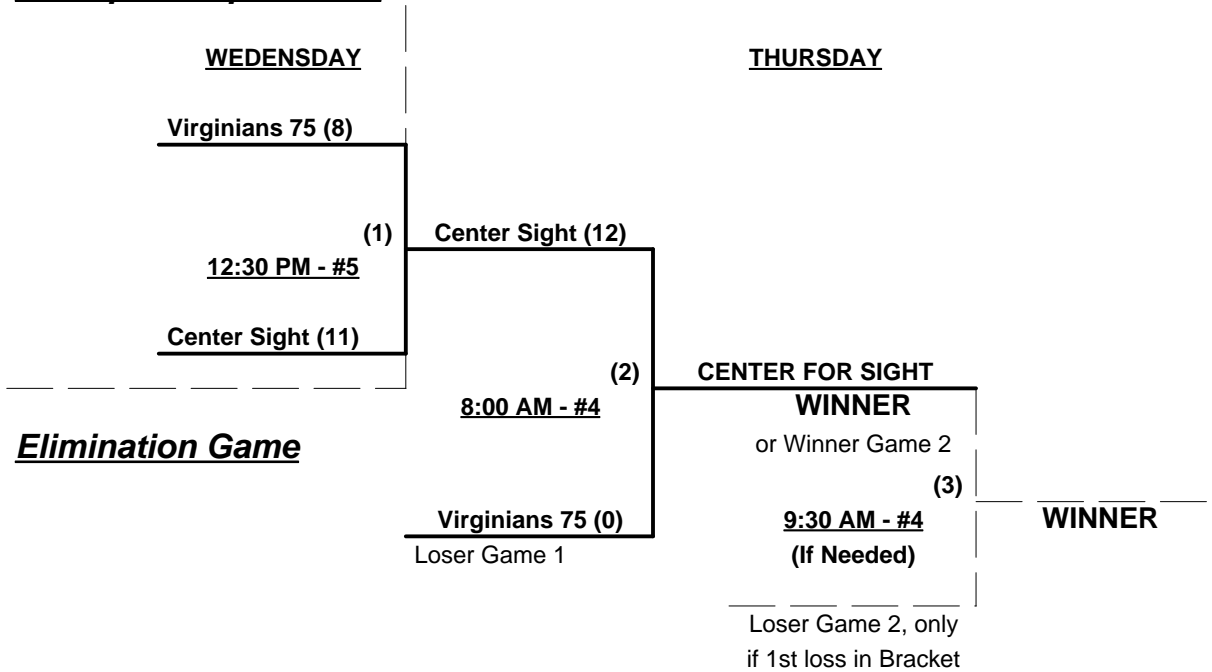 WEDENSDAY
THURSDAY
Virginians 75 (8)
(1)
Center Sight (12)
12:30 PM - #5
Center Sight (11)
(2)
CENTER FOR SIGHT
8:00 AM - #4
WINNER
or Winner Game 2
Elimination Game
(3)
Virginians 75 (0)
9:30 AM - #4
WINNER
Loser Game 1
(If Needed)
Loser Game 2, only
if 1st loss in Bracket